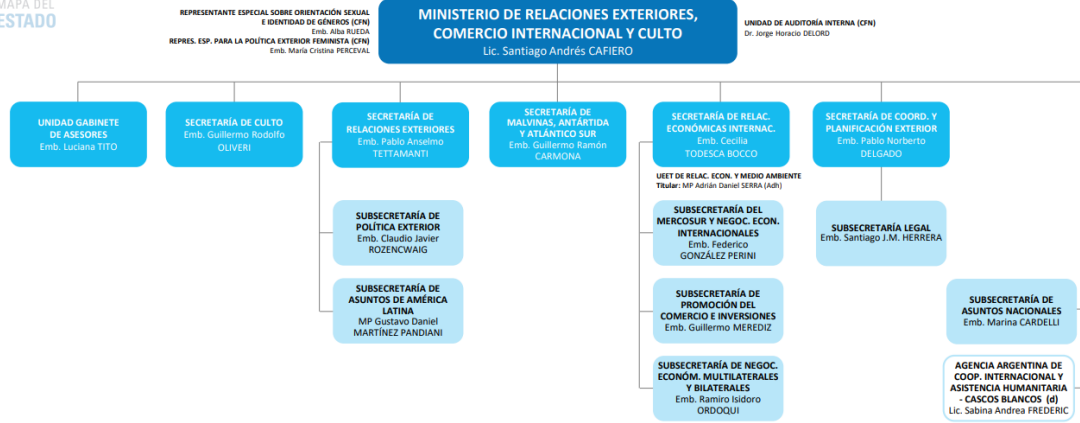 MAPA DEL
ESTADO
REPRESENTANTE ESPECIAL SOBRE ORIENTACIÓN SEXUAL
E IDENTIDAD DE GÉNEROS (CFN)
Emb. Alba RUEDA
REPRES. ESP. PARA LA POLÍTICA EXTERIOR FEMINISTA (CFN)
Emb. María Cristina PERCEVAL
MINISTERIO DE RELACIONES EXTERIORES,
COMERCIO INTERNACIONAL Y CULTO
Lic. Santiago Andrés CAFIERO
UNIDAD DE AUDITORÍA INTERNA (CFN)
Dr. Jorge Horacio DELORD
UNIDAD GABINETE
DE ASESORES
Emb. Luciana TITO
SECRETARÍA DE CULTO
Emb. Guillermo Rodolfo
OLIVERI
SECRETARÍA DE
RELACIONES EXTERIORES
Emb. Pablo Anselmo
TETTAMANTI
SECRETARÍA DE
MALVINAS, ANTÁRTIDA
Y ATLÁNTICO SUR
Emb. Guillermo Ramón
CARMONA
SECRETARÍA DE RELAC.
ECONÓMICAS INTERNAC.
Emb. Cecilia
TODESCA BOCCO
SECRETARÍA DE COORD. Y
PLANIFICACIÓN EXTERIOR
Emb. Pablo Norberto
DELGADO
UEET DE RELAC. ECON. Y MEDIO AMBIENTE
Titular: MP Adrián Daniel SERRA (Adh)
SUBSECRETARÍA DE
POLÍTICA EXTERIOR
Emb. Claudio Javier
ROZENCWAIG
SUBSECRETARÍA DEL
MERCOSUR Y NEGOC. ECON.
INTERNACIONALES
Emb. Federico
GONZÁLEZ PERINI
SUBSECRETARÍA LEGAL
Emb. Santiago J.M. HERRERA
SUBSECRETARÍA DE
ASUNTOS DE AMÉRICA
LATINA
MP Gustavo Daniel
MARTÍNEZ PANDIANI
SUBSECRETARÍA DE
PROMOCIÓN DEL
COMERCIO E INVERSIONES
Emb. Guillermo MEREDIZ
SUBSECRETARÍA DE
ASUNTOS NACIONALES
Emb. Marina CARDELLI
SUBSECRETARÍA DE NEGOC.
ECONÓM. MULTILATERALES
Y BILATERALES
Emb. Ramiro Isidoro
ORDOQUI
AGENCIA ARGENTINA DE
COOP. INTERNACIONAL Y
ASISTENCIA HUMANITARIA
- CASCOS BLANCOS (d)
Lic. Sabina Andrea FREDERIC